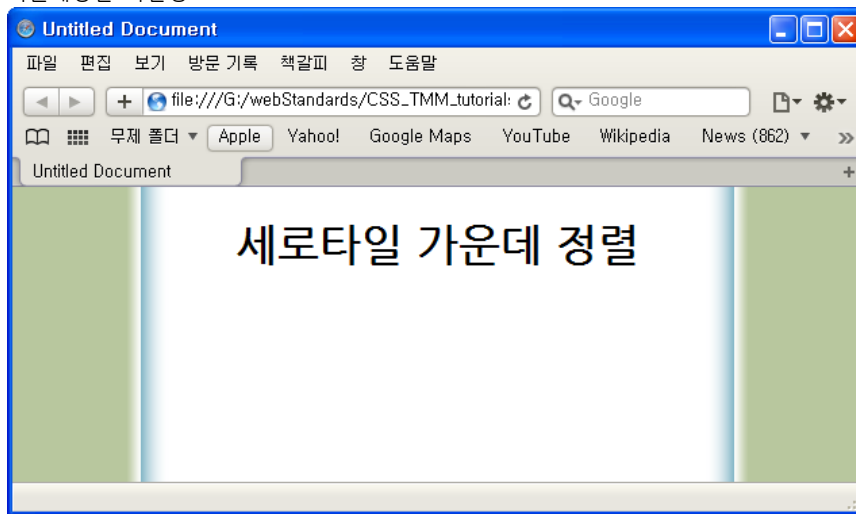 Untitled Document
파일 편집 보기 방문 기록 책갈피 창 도움말
file:///G:/webStandards/CSS_TMM_tutorial: Google
무제 폴더 Apple Yahoo! Google Maps YouTube Wikipedia News (862)
Untitled Document
세로타일 가운데 정렬